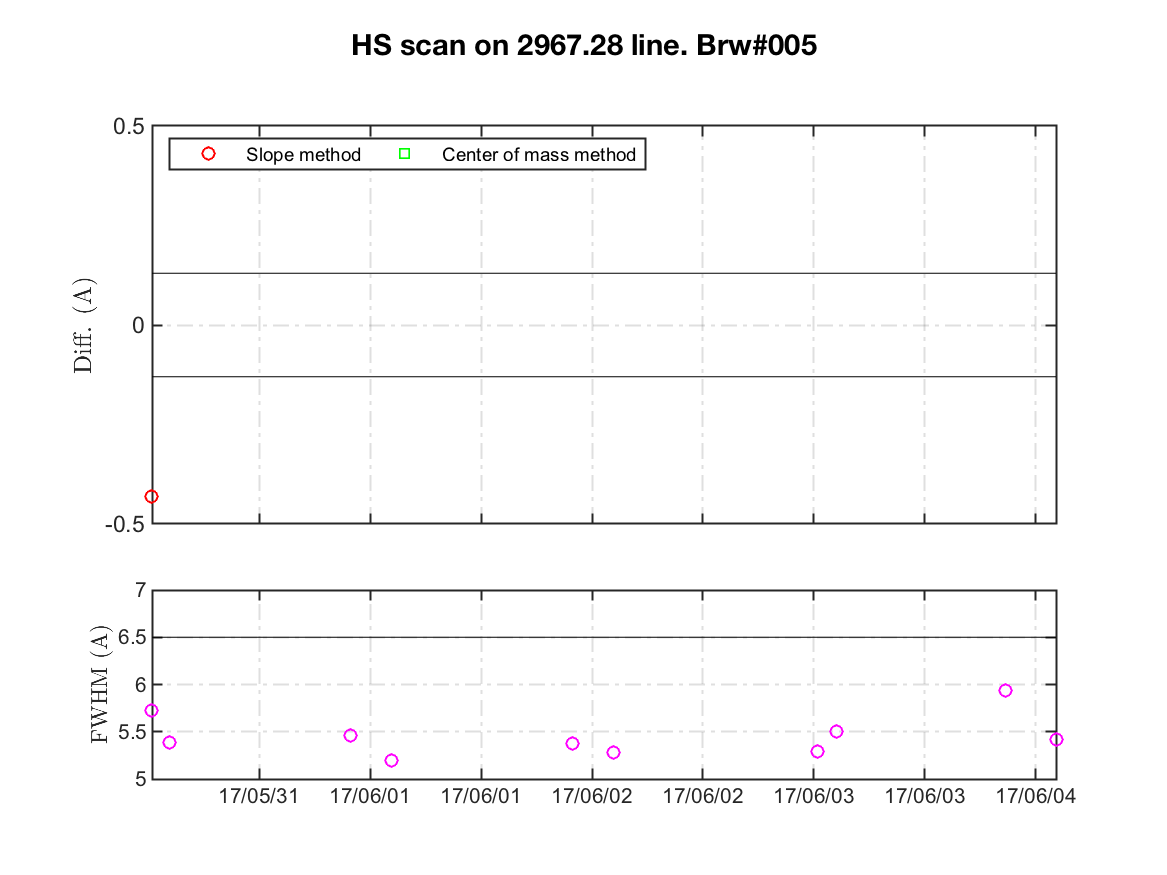 HS scan on 2967.28 line. Brw#005
0.5
Slope method
Center of mass method
Diff. (A)
0
-0.5
7
6.5
FWHM (A)
6
5.5
5
17/05/31 17/06/01 17/06/01 17/06/02 17/06/02 17/06/03 17/06/03 17/06/04